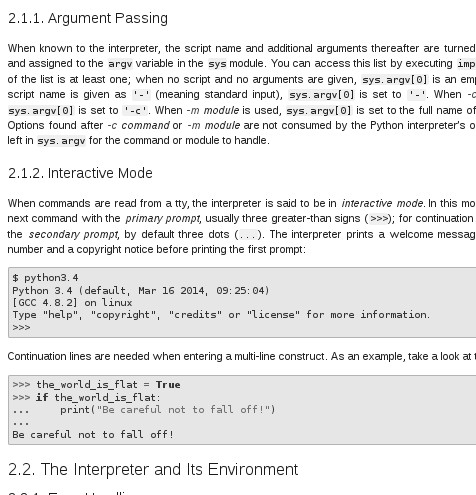 2.1.1. Argument Passing
When known to the interpreter, the script name and additional arguments thereafter are turned
and assigned to the argv variable in the sys module. You can access this list by executing imp
of the list is at least one; when no script and no arguments are given, sys.argv[0] is an emp
script name is given as '-' (meaning standard input), sys.argv[0] is set to '-'. When -c
sys.argv[0] is set to '-c'. When -m module is used, sys.argv[0] is set to the full name of
Options found after -c command or -m module are not consumed by the Python interpreter's o
left in sys.argv for the command or module to handle.
2.1.2. Interactive Mode
When commands are read from a tty, the interpreter is said to be in interactive mode. In this mo
next command with the primary prompt, usually three greater-than signs (>>>); for continuation
the secondary prompt, by default three dots (...). The interpreter prints a welcome messag
number and a copyright notice before printing the first prompt:
$ python3.4
Python 3.4 (default, Mar 16 2014, 09:25:04)
[GCC 4.8.2] on linux
Type "help", "copyright", "credits" or "license" for more information.
>>>
Continuation lines are needed when entering a multi-line construct. As an example, take a look at t
>>> the_world_is_flat = True
>>> if the_world_is_flat:
...     print("Be careful not to fall off!")
...
Be careful not to fall off!
2.2. The Interpreter and Its Environment